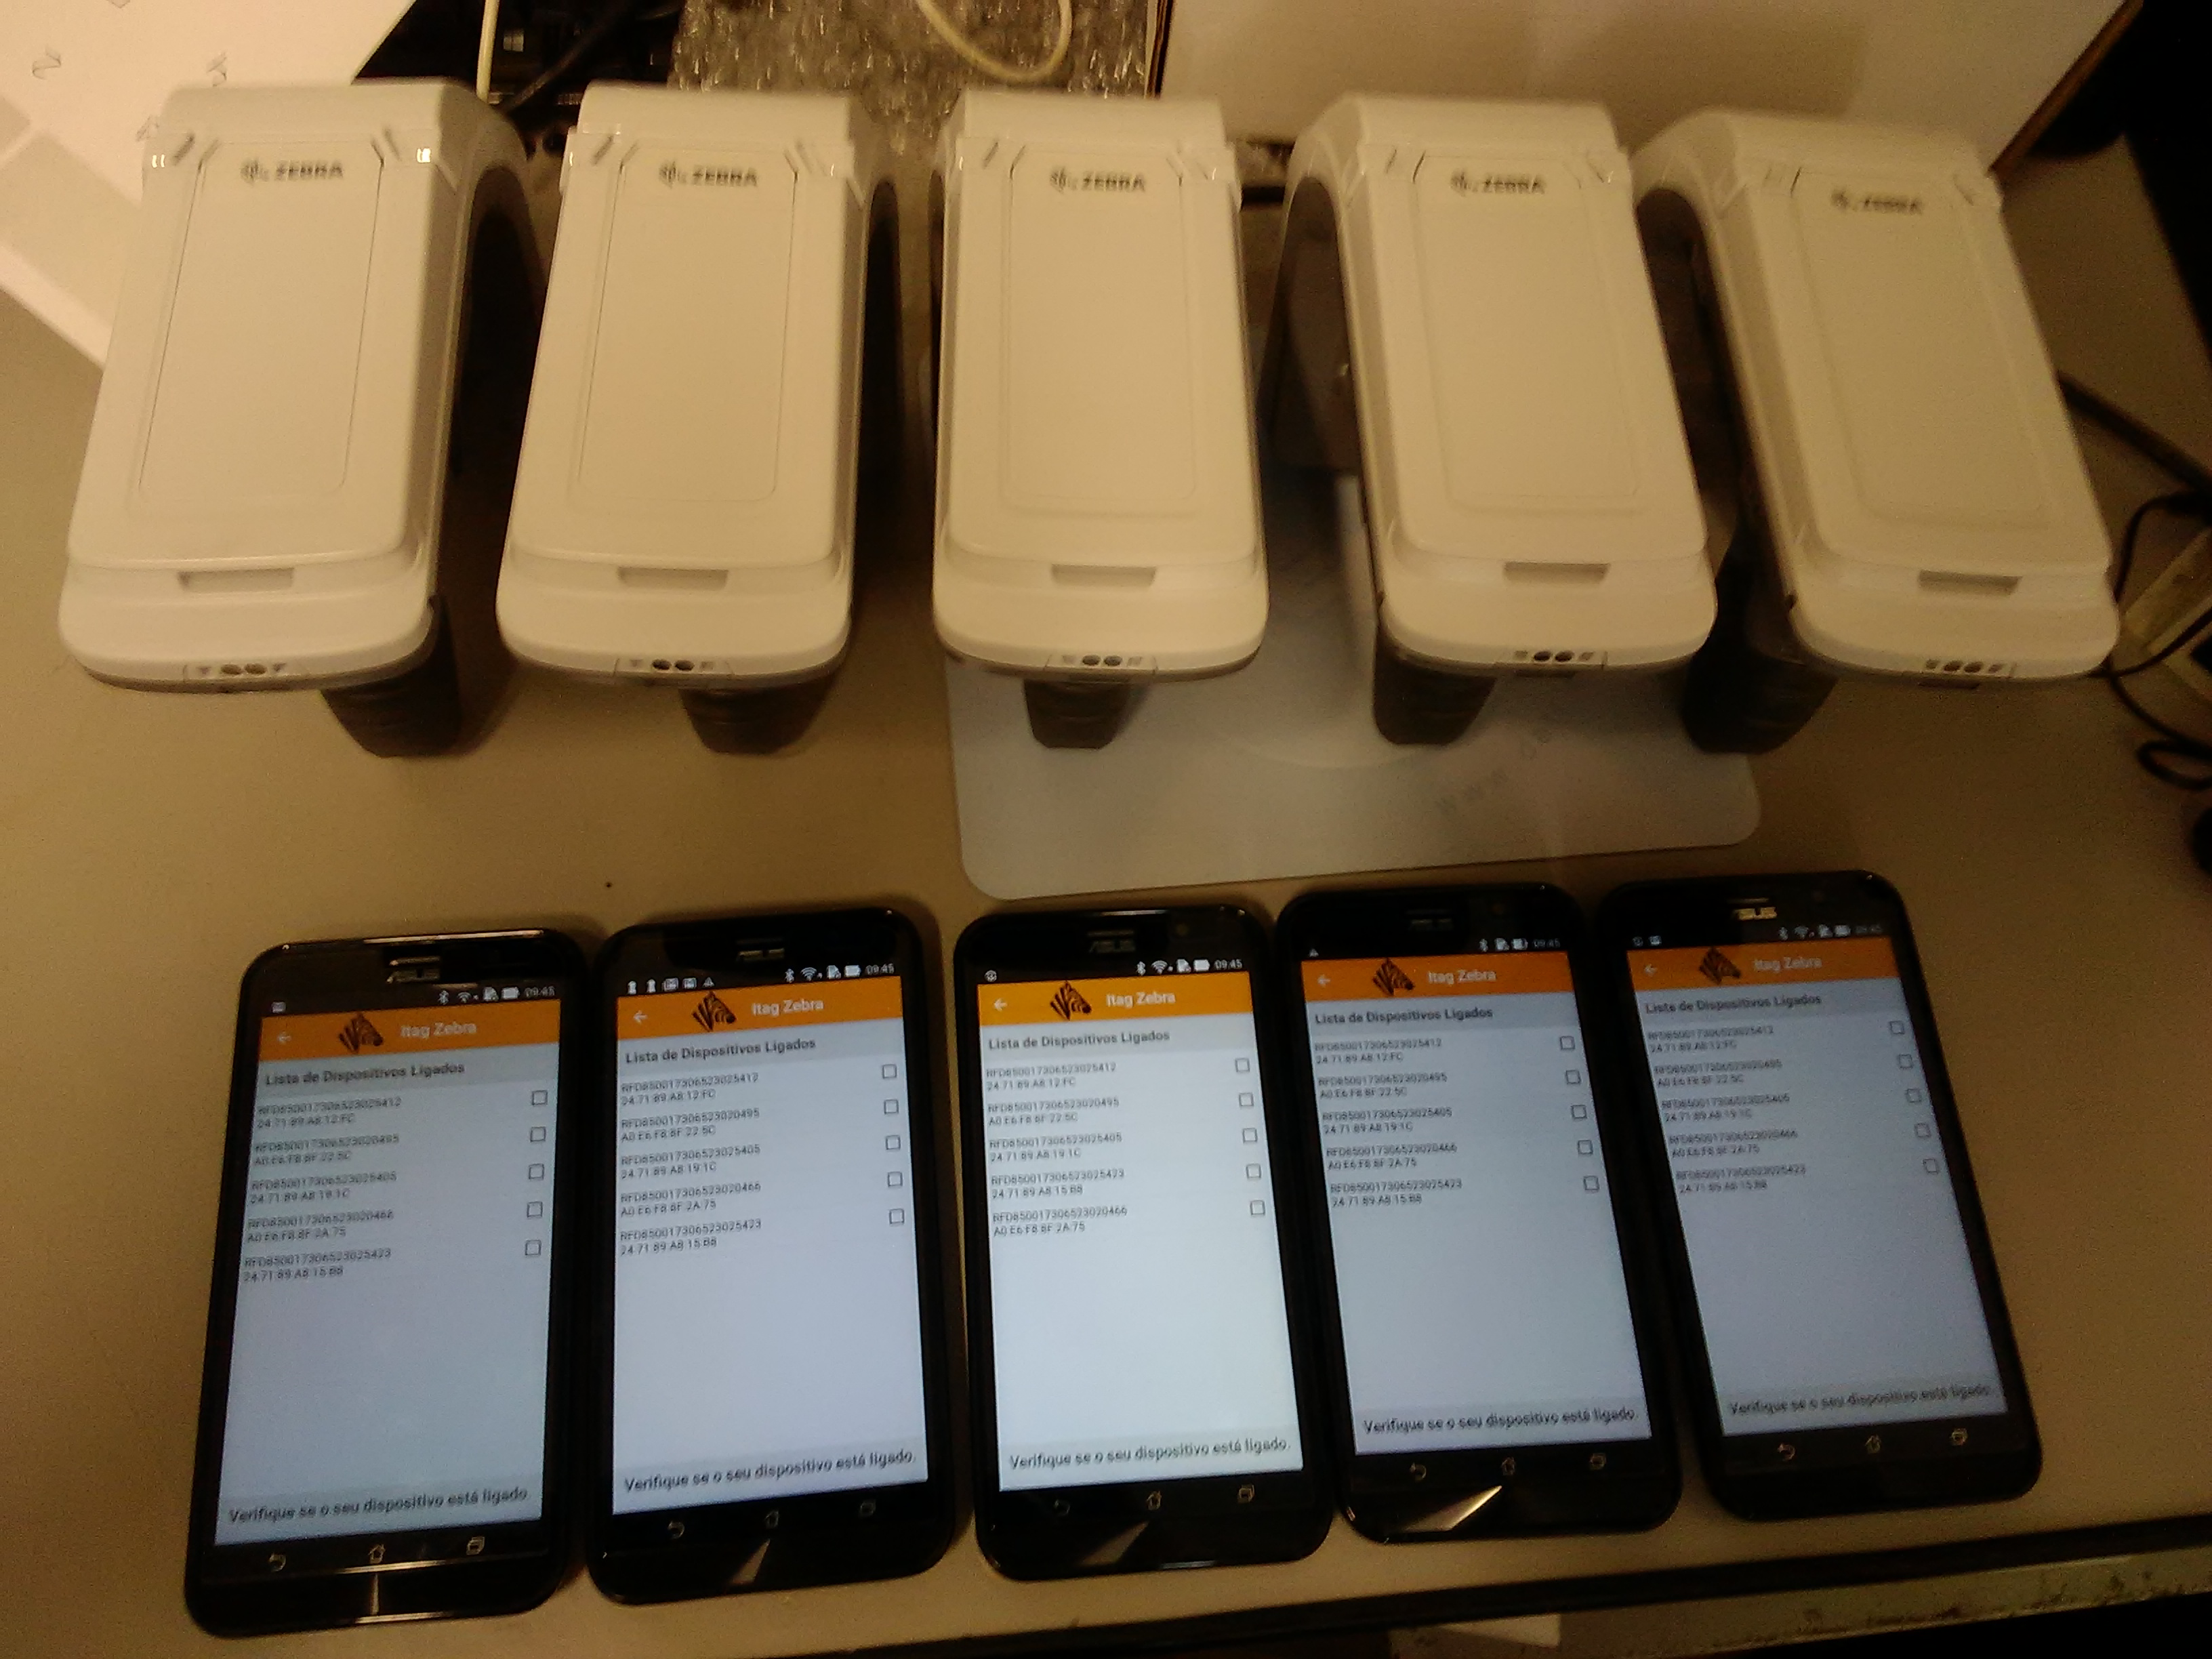 ZEBRA
ZEBRA
ZEBRA
ZEBRA
ZEBRA
ASUS
09:45
Itag Zebra
Lista de Dispositivos Ligados
RFD850017306523025412
24:71:89:A8:12:FC
RFD850017306523020495
A0:E6:F8:8F:22:5C
RFD850017306523025405
24:71:89:A8:19:1C
RFD850017306523020466
A0:E6:F8:8F:2A:75
RFD850017306523025423
24:71:89:A8:15:B8
Verifique se o seu dispositivo está ligado.
ASUS
09:45
Itag Zebra
Lista de Dispositivos Ligados
RFD850017306523025412
24:71:89:A8:12:FC
RFD850017306523020495
A0:E6:F8:8F:22:5C
RFD850017306523025405
24:71:89:A8:19:1C
RFD850017306523020466
A0:E6:F8:8F:2A:75
RFD850017306523025423
24:71:89:A8:15:B8
Verifique se o seu dispositivo está ligado.
ASUS
09:45
Itag Zebra
Lista de Dispositivos Ligados
RFD850017306523025412
24:71:89:A8:12:FC
RFD850017306523020495
A0:E6:F8:8F:22:5C
RFD850017306523025405
24:71:89:A8:19:1C
RFD850017306523025423
24:71:89:A8:15:B8
RFD850017306523020466
A0:E6:F8:8F:2A:75
Verifique se o seu dispositivo está ligado.
ASUS
09:45
Itag Zebra
Lista de Dispositivos Ligados
RFD850017306523025412
24:71:89:A8:12:FC
RFD850017306523020495
A0:E6:F8:8F:22:5C
RFD850017306523025405
24:71:89:A8:19:1C
RFD850017306523020466
A0:E6:F8:8F:2A:75
RFD850017306523025423
24:71:89:A8:15:B8
Verifique se o seu dispositivo está ligado.
ASUS
09:45
Itag Zebra
Lista de Dispositivos Ligados
RFD850017306523025412
24:71:89:A8:12:FC
RFD850017306523020495
A0:E6:F8:8F:22:5C
RFD850017306523025405
24:71:89:A8:19:1C
RFD850017306523020466
A0:E6:F8:8F:2A:75
RFD850017306523025423
24:71:89:A8:15:B8
Verifique se o seu dispositivo está ligado.